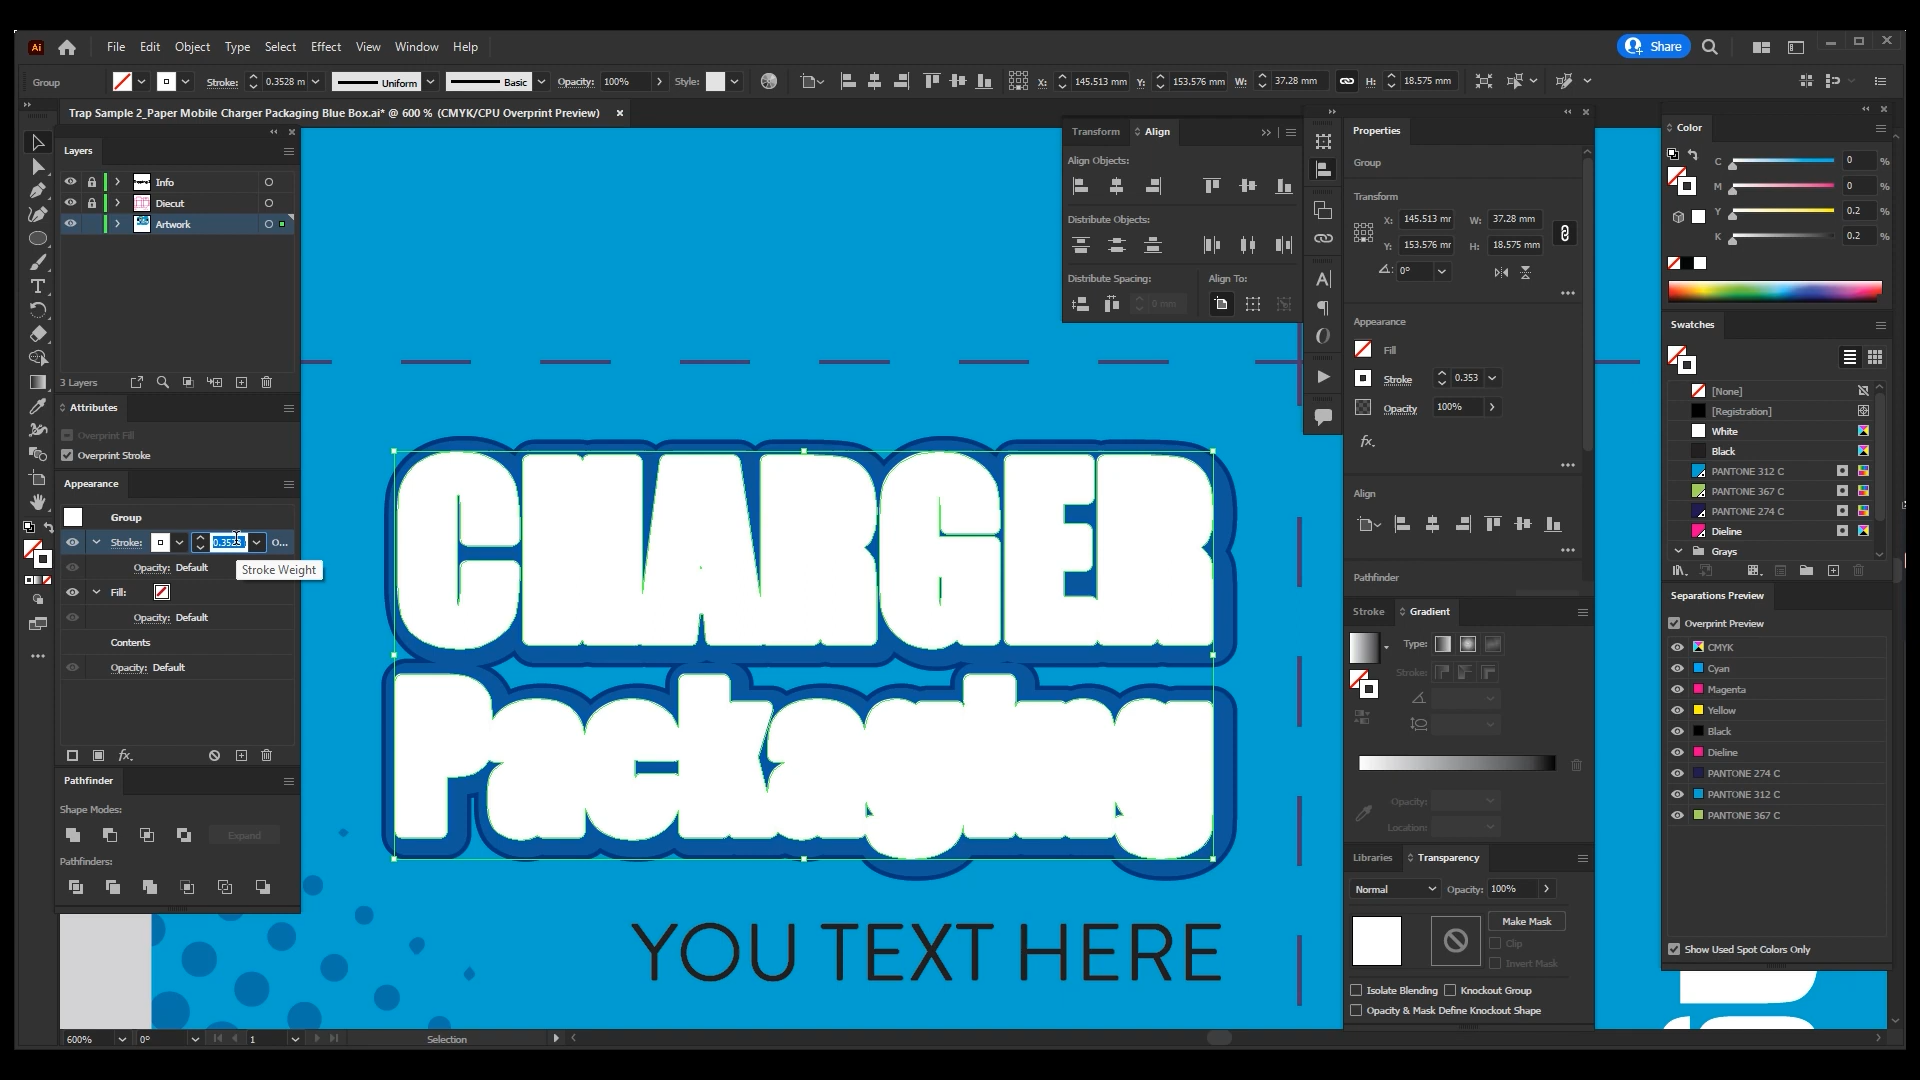 Ai
File Edit Object Type Select Effect View Window Help
Share
Group
Stroke: 0.3528 m
Uniform
Basic
Opacity: 100%
Style:
X: 145.513 mm
Y: 153.576 mm
W: 37.28 mm
H: 18.575 mm
Trap Sample 2_Paper Mobile Charger Packaging Blue Box.ai* @ 600 % (CMYK/CPU Overprint Preview)
Layers
Info
Diecut
Artwork
3 Layers
Attributes
Overprint Fill
Overprint Stroke
Appearance
Group
Stroke: 0.3528 O...
Opacity: Default
Stroke Weight
Fill:
Opacity: Default
Contents
Opacity: Default
fx.
Pathfinder
Shape Modes:
Expand
Pathfinders:
CHARGER
Packaging
YOU TEXT HERE
600%
0°
1
Selection
Transform Align
Align Objects:
Distribute Objects:
Distribute Spacing: Align To:
0 mm
Properties
Group
Transform
X: 145.513 mr W: 37.28 mm
Y: 153.576 mr H: 18.575 mm
0°
Appearance
Fill
Stroke 0.353
Opacity 100%
fx.
Align
Pathfinder
Stroke Gradient
Type:
Stroke:
Opacity:
Location:
Libraries Transparency
Normal Opacity: 100%
Make Mask
Clip
Invert Mask
Isolate Blending Knockout Group
Opacity & Mask Define Knockout Shape
Color
C 0 %
M 0 %
Y 0.2 %
K 0.2 %
Swatches
[None]
[Registration]
White
Black
PANTONE 312 C
PANTONE 367 C
PANTONE 274 C
Dieline
Grays
Separations Preview
Overprint Preview
CMYK
Cyan
Magenta
Yellow
Black
Dieline
PANTONE 274 C
PANTONE 312 C
PANTONE 367 C
Show Used Spot Colors Only